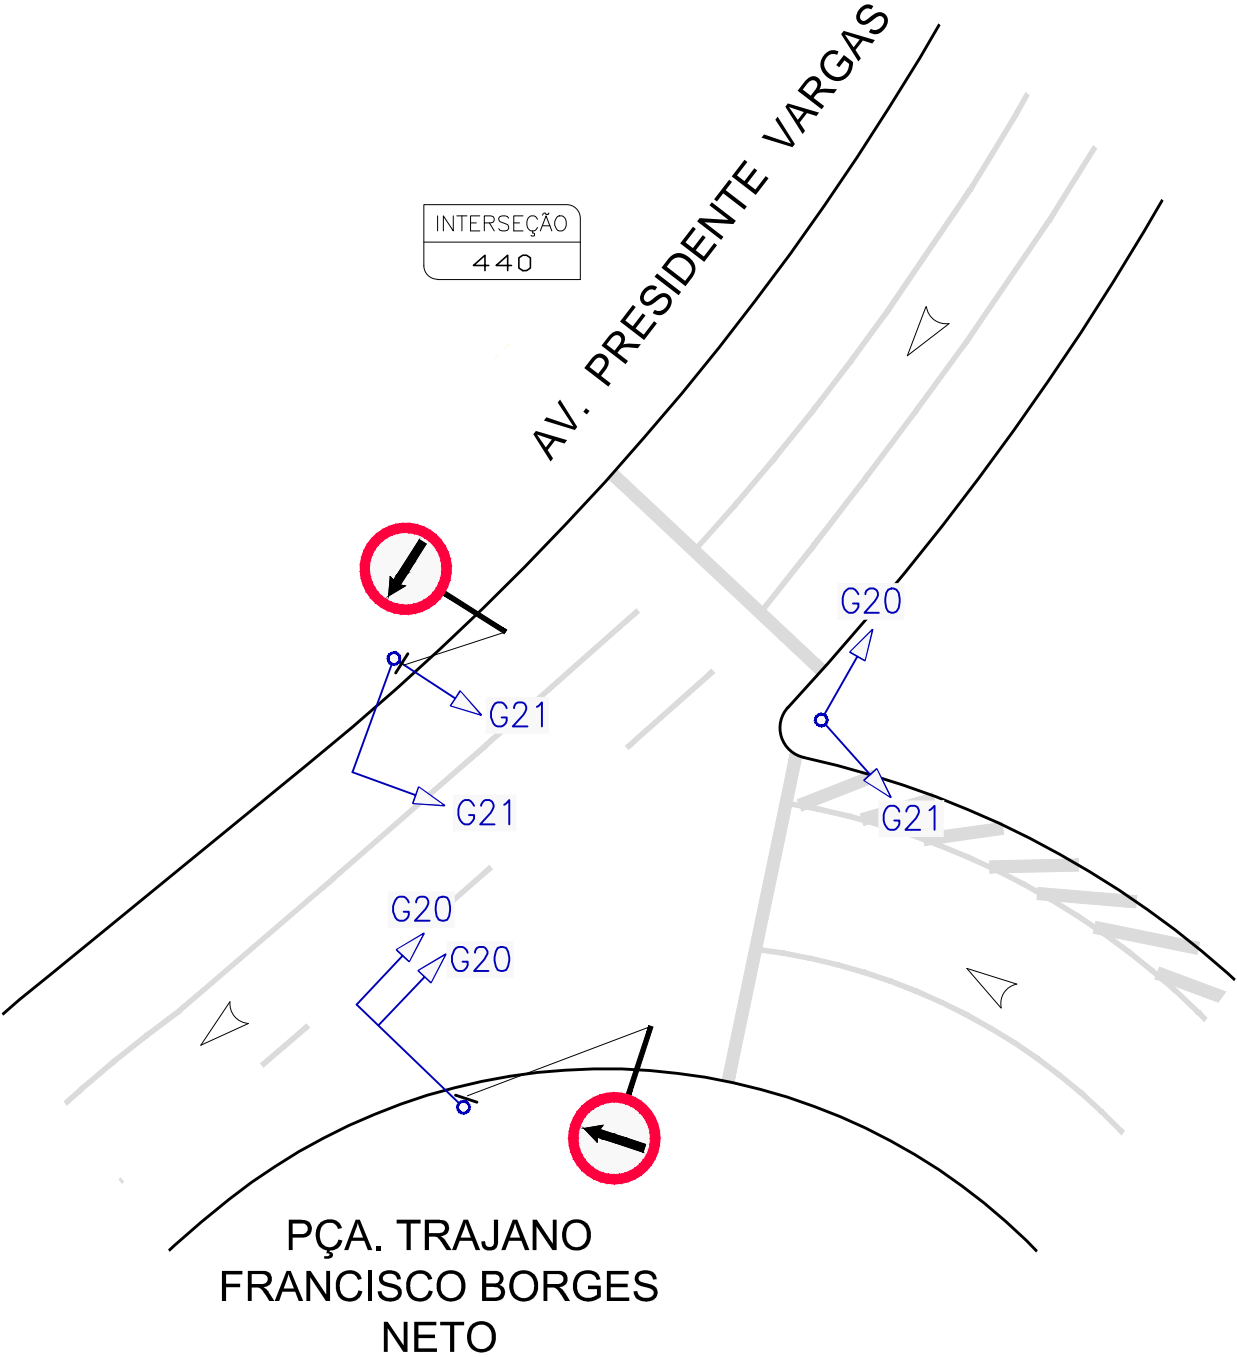 AV. PRESIDENTE VARGAS
INTERSEÇÃO
440
G20
G21
G21
G21
G20
G20
PÇA. TRAJANO
FRANCISCO BORGES
NETO